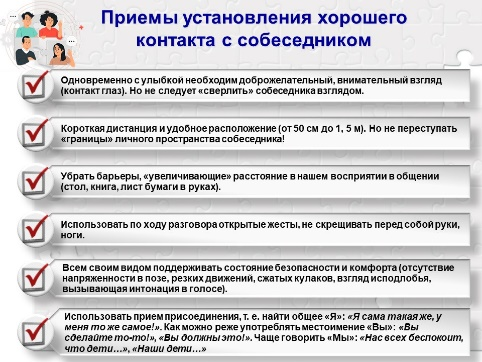 Приемы установления хорошего
контакта с собеседником
Одновременно с улыбкой необходим доброжелательный, внимательный взгляд
(контакт глаз). Но не следует «сверлить» собеседника взглядом.
Короткая дистанция и удобное расположение (от 50 см до 1, 5 м). Но не переступать
«границы» личного пространства собеседника!
Убрать барьеры, «увеличивающие» расстояние в нашем восприятии в общении
(стол, книга, лист бумаги в руках).
Использовать по ходу разговора открытые жесты, не скрещивать перед собой руки,
ноги.
Всем своим видом поддерживать состояние безопасности и комфорта (отсутствие
напряженности в позе, резких движений, сжатых кулаков, взгляд исподлобья,
вызывающая интонация в голосе).
Использовать прием присоединения, т. е. найти общее «Я»: «Я сама такая же, у
меня то же самое!». Как можно реже употреблять местоимение «Вы»: «Вы
сделайте то-то!», «Вы должны это!». Чаще говорить «Мы»: «Нас всех беспокоит,
что дети…», «Наши дети…»